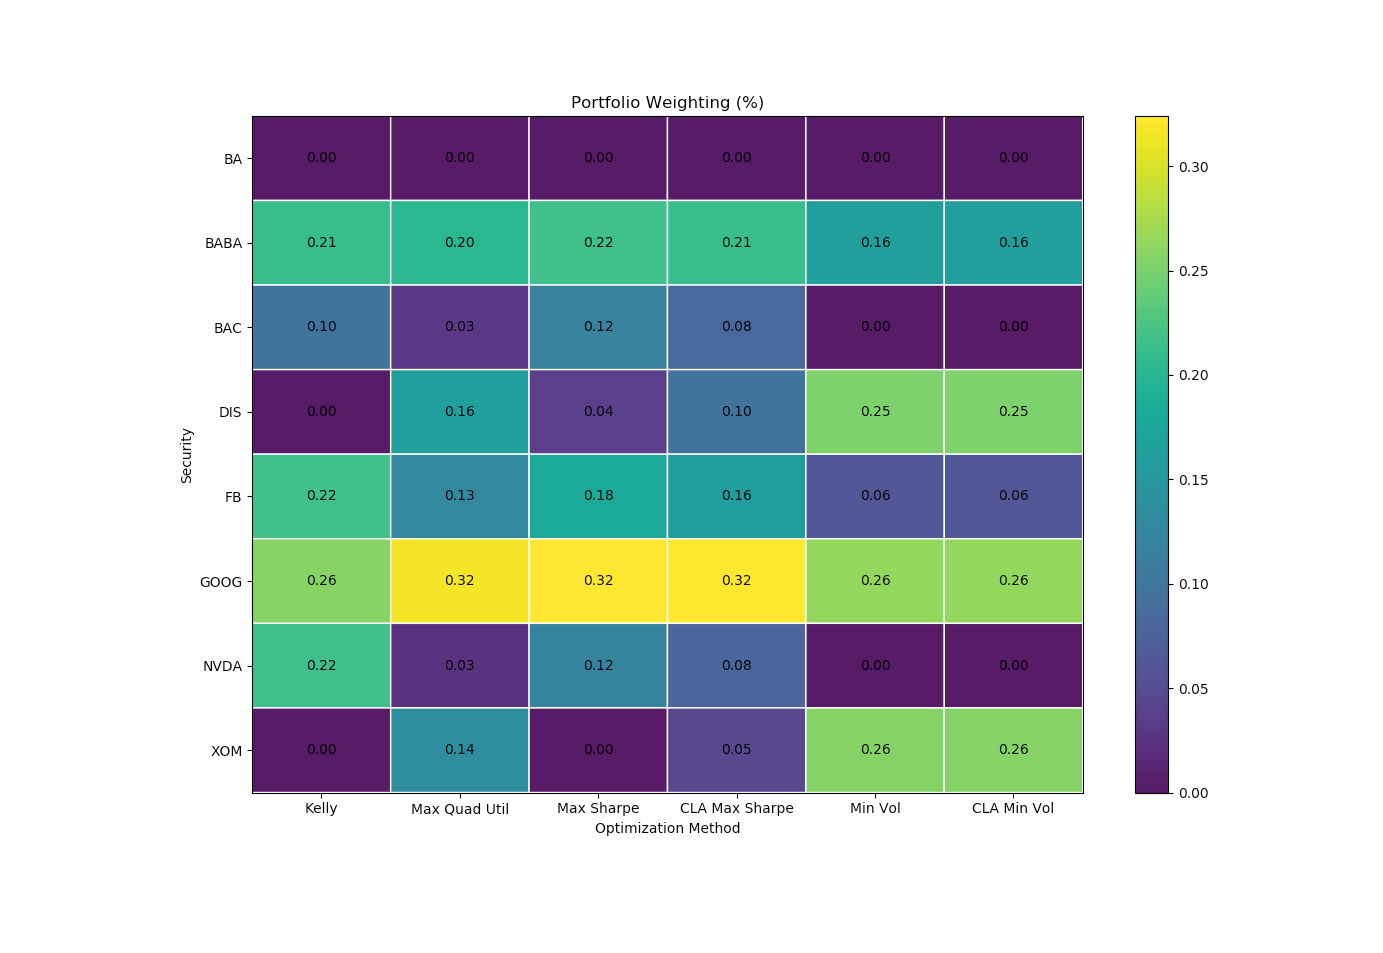 Portfolio Weighting (%)
BA 0.00 0.00 0.00 0.00 0.00 0.00
BABA 0.21 0.20 0.22 0.21 0.16 0.16
BAC 0.10 0.03 0.12 0.08 0.00 0.00
DIS 0.00 0.16 0.04 0.10 0.25 0.25
FB 0.22 0.13 0.18 0.16 0.06 0.06
GOOG 0.26 0.32 0.32 0.32 0.26 0.26
NVDA 0.22 0.03 0.12 0.08 0.00 0.00
XOM 0.00 0.14 0.00 0.05 0.26 0.26
Security
Kelly Max Quad Util Max Sharpe CLA Max Sharpe Min Vol CLA Min Vol
Optimization Method
0.30
0.25
0.20
0.15
0.10
0.05
0.00